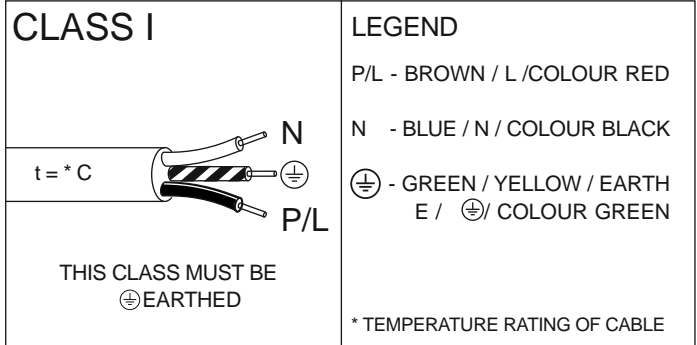 CLASS I
N
t = * C
⏚
P/L
THIS CLASS MUST BE
⏚ EARTHED
LEGEND
P/L - BROWN / L /COLOUR RED
N - BLUE / N / COLOUR BLACK
⏚ - GREEN / YELLOW / EARTH
E / ⏚/ COLOUR GREEN
* TEMPERATURE RATING OF CABLE